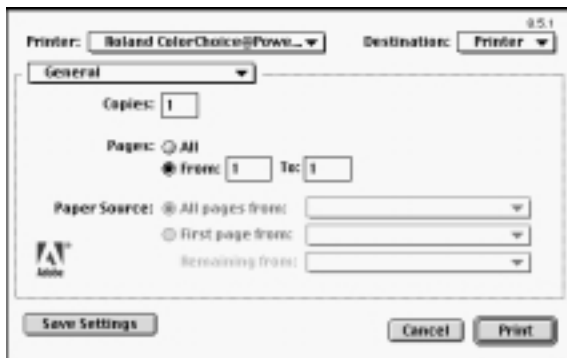 8.5.1
Printer: Roland ColorChoice@Powe... Destination: Printer
General
Copies: 1
Pages: All
From: 1 To: 1
Paper Source: All pages from:
First page from:
Remaining from:
Adobe
Save Settings Cancel Print